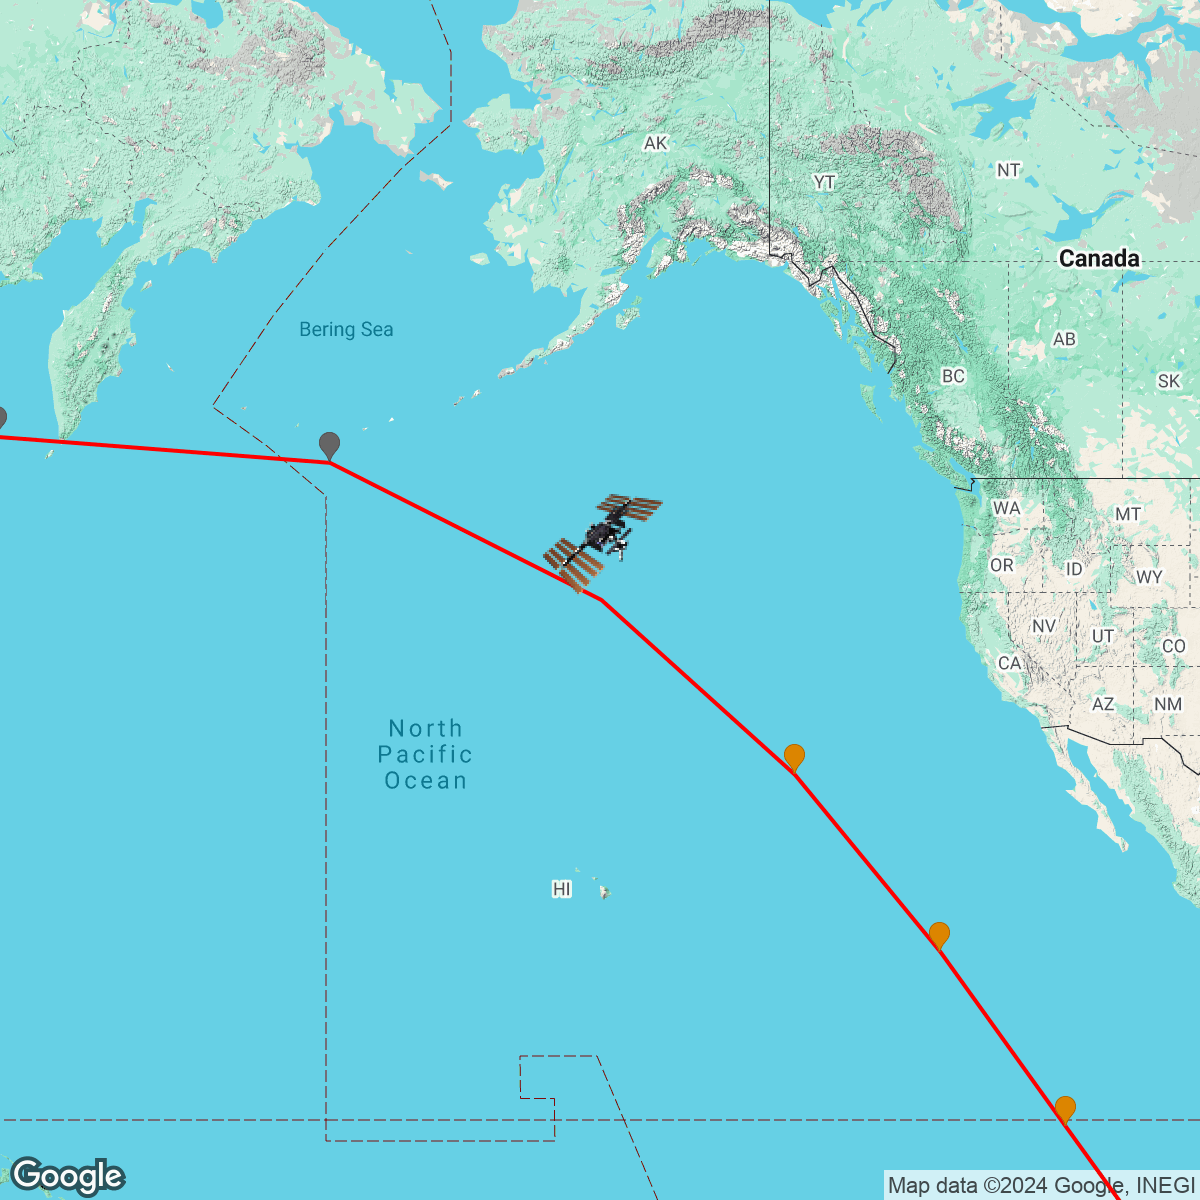 AK
YT
NT
Canada
Bering Sea
AB
BC
SK
WA
MT
OR
ID
WY
NV
UT
CO
CA
AZ
NM
North
Pacific
Ocean
HI
Google
Map data ©2024 Google, INEGI